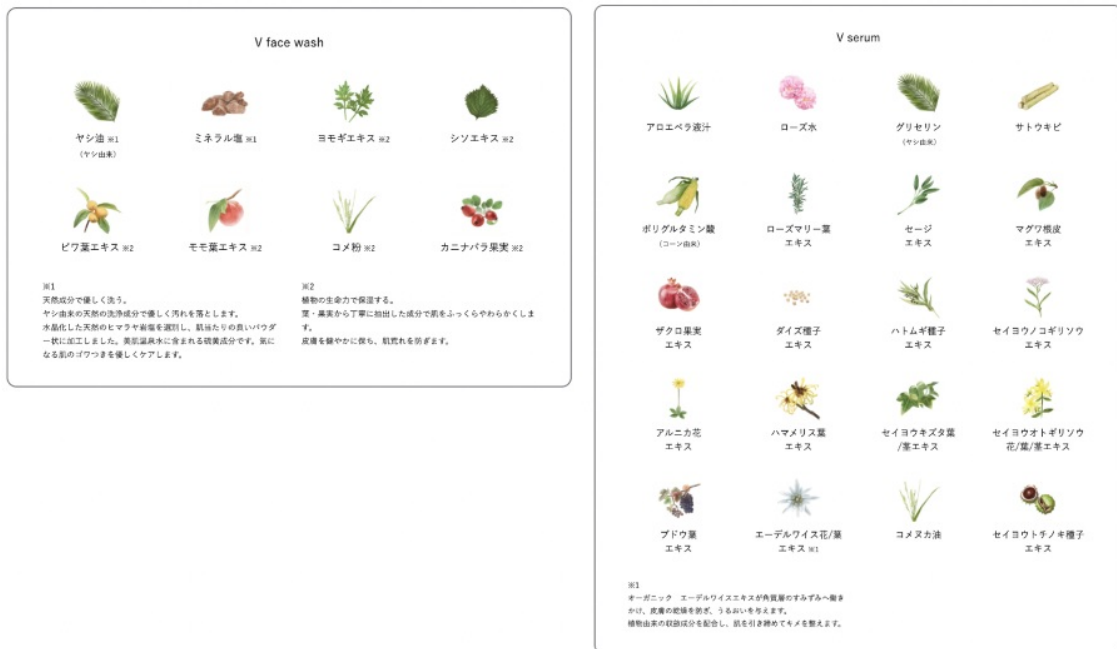 V face wash
ヤシ油 ※1
(ヤシ由来)
ミネラル塩 ※1
ヨモギエキス ※2
シソエキス ※2
ビワ葉エキス ※2
モモ葉エキス ※2
コメ粉 ※2
カニナバラ果実 ※2
※1
天然成分で優しく洗う。
ヤシ由来の天然の洗浄成分で優しく汚れを落とします。
水晶化した天然のヒマラヤ岩塩を選別し、肌当たりの良いパウダ
ー状に加工しました。美肌温泉水に含まれる硫黄成分です。気に
なる肌のゴワつきを優しくケアします。
※2
植物の生命力で保湿する。
葉・果実から丁寧に抽出した成分で肌をふっくらやわらかくしま
す。
皮膚を健やかに保ち、肌荒れを防ぎます。
V serum
アロエベラ液汁
ローズ水
グリセリン
(ヤシ由来)
サトウキビ
ポリグルタミン酸
(コーン由来)
ローズマリー葉
エキス
セージ
エキス
マグワ根皮
エキス
ザクロ果実
エキス
ダイズ種子
エキス
ハトムギ種子
エキス
セイヨウノコギリソウ
エキス
アルニカ花
エキス
ハマメリス葉
エキス
セイヨウキズタ葉
/茎エキス
セイヨウオトギリソウ
花/葉/茎エキス
ブドウ葉
エキス
エーデルワイス花/葉
エキス ※1
コメヌカ油
セイヨウトチノキ種子
エキス
※1
オーガニック　エーデルワイスエキスが角質層のすみずみへ働き
かけ、皮膚の乾燥を防ぎ、うるおいを与えます。
植物由来の収斂成分を配合し、肌を引き締めてキメを整えます。